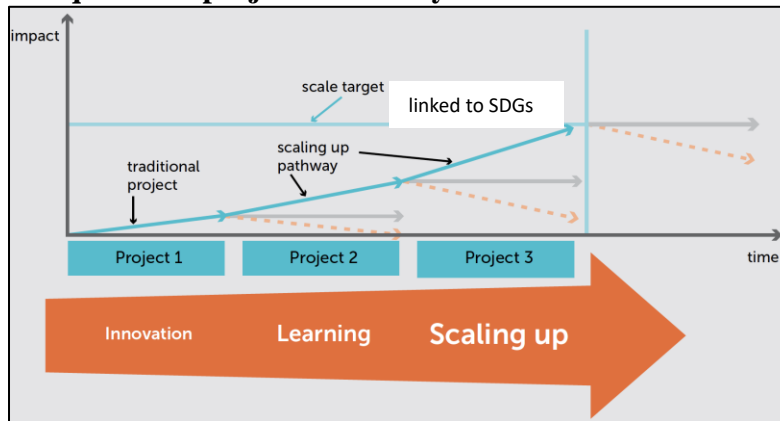 impact
scale target
linked to SDGs
scaling up
pathway
traditional
project
Project 1
Project 2
Project 3
time
Innovation
Learning
Scaling up